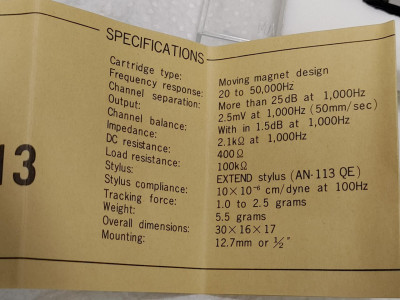 13
SPECIFICATIONS
Cartridge type: Moving magnet design
Frequency response: 20 to 50,000Hz
Channel separation: More than 25dB at 1,000Hz
Output: 2.5mV at 1,000Hz (50mm/sec)
Channel balance: With in 1.5dB at 1,000Hz
Impedance: 2.1kΩ at 1,000Hz
DC resistance: 400Ω
Load resistance: 100kΩ
Stylus: EXTEND stylus (AN-113 QE)
Stylus compliance: 10×10⁻⁶ cm/dyne at 100Hz
Tracking force: 1.0 to 2.5 grams
Weight: 5.5 grams
Overall dimensions: 30×16×17
Mounting: 12.7mm or ½"